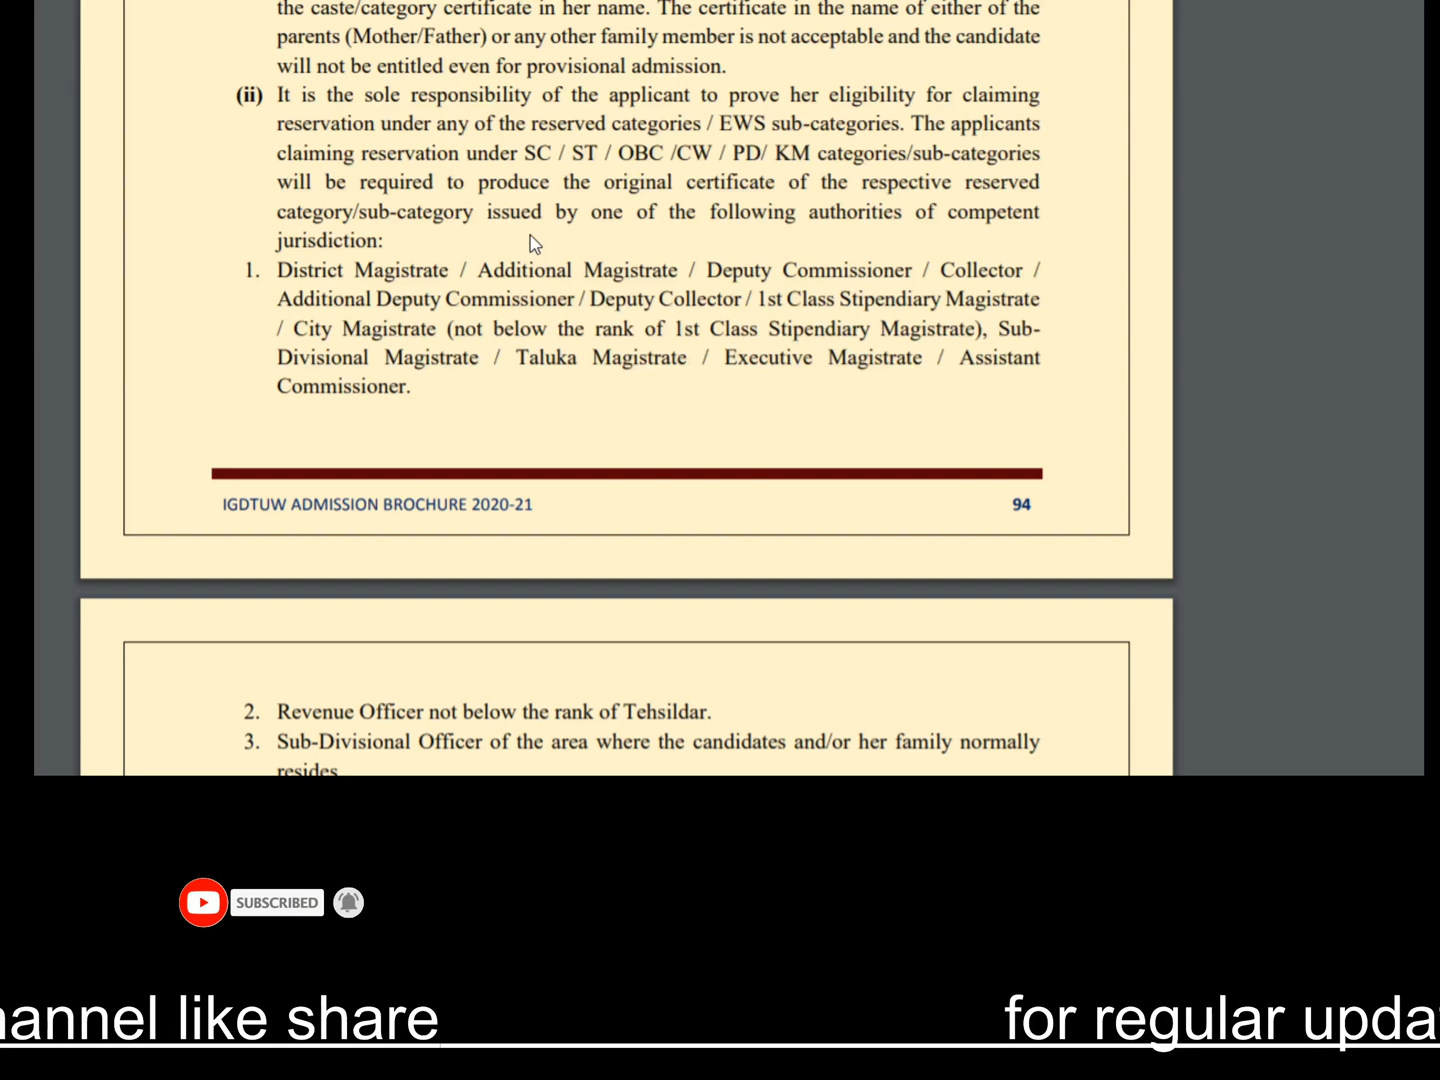 the caste/category certificate in her name. The certificate in the name of either of the
parents (Mother/Father) or any other family member is not acceptable and the candidate
will not be entitled even for provisional admission.
(ii) It is the sole responsibility of the applicant to prove her eligibility for claiming
reservation under any of the reserved categories / EWS sub-categories. The applicants
claiming reservation under SC / ST / OBC /CW / PD/ KM categories/sub-categories
will be required to produce the original certificate of the respective reserved
category/sub-category issued by one of the following authorities of competent
jurisdiction:
1. District Magistrate / Additional Magistrate / Deputy Commissioner / Collector /
Additional Deputy Commissioner / Deputy Collector / 1st Class Stipendiary Magistrate
/ City Magistrate (not below the rank of 1st Class Stipendiary Magistrate), Sub-
Divisional Magistrate / Taluka Magistrate / Executive Magistrate / Assistant
Commissioner.
IGDTUW ADMISSION BROCHURE 2020-21 94
2. Revenue Officer not below the rank of Tehsildar.
3. Sub-Divisional Officer of the area where the candidates and/or her family normally
resides
SUBSCRIBED
hannel like share for regular upda